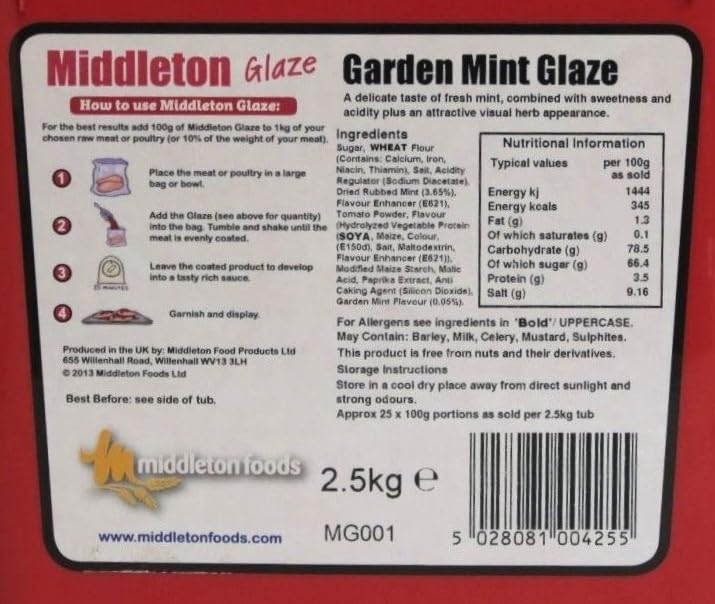 Middleton Glaze
How to use Middleton Glaze:
For the best results add 100g of Middleton Glaze to 1kg of your
chosen raw meat or poultry (or 10% of the weight of your meat).
1
Place the meat or poultry in a large
bag or bowl.
2
Add the Glaze (see above for quantity)
into the bag. Tumble and shake until the
meat is evenly coated.
3
25 MINUTES
Leave the coated product to develop
into a tasty rich sauce.
4
Garnish and display.
Produced in the UK by: Middleton Food Products Ltd
655 Willenhall Road, Willenhall WV13 3LH
© 2013 Middleton Foods Ltd
Best Before: see side of tub.
middleton foods
www.middletonfoods.com
Garden Mint Glaze
A delicate taste of fresh mint, combined with sweetness and
acidity plus an attractive visual herb appearance.
Ingredients
Sugar, WHEAT Flour
(Contains: Calcium, Iron,
Niacin, Thiamin), Salt, Acidity
Regulator (Sodium Diacetate),
Dried Rubbed Mint (3.65%),
Flavour Enhancer (E621),
Tomato Powder, Flavour
(Hydrolyzed Vegetable Protein
(SOYA, Maize, Colour,
(E150d), Salt, Maltodextrin,
Flavour Enhancer (E621)),
Modified Maize Starch, Malic
Acid, Paprika Extract, Anti
Caking Agent (Silicon Dioxide),
Garden Mint Flavour (0.05%).
Nutritional Information
Typical values per 100g
as sold
Energy kj 1444
Energy kcals 345
Fat (g) 1.3
Of which saturates (g) 0.1
Carbohydrate (g) 78.5
Of which sugar (g) 66.4
Protein (g) 3.5
Salt (g) 9.16
For Allergens see ingredients in 'Bold'/ UPPERCASE.
May Contain: Barley, Milk, Celery, Mustard, Sulphites.
This product is free from nuts and their derivatives.
Storage Instructions
Store in a cool dry place away from direct sunlight and
strong odours.
Approx 25 x 100g portions as sold per 2.5kg tub
2.5kg e
MG001
5 028081 004255